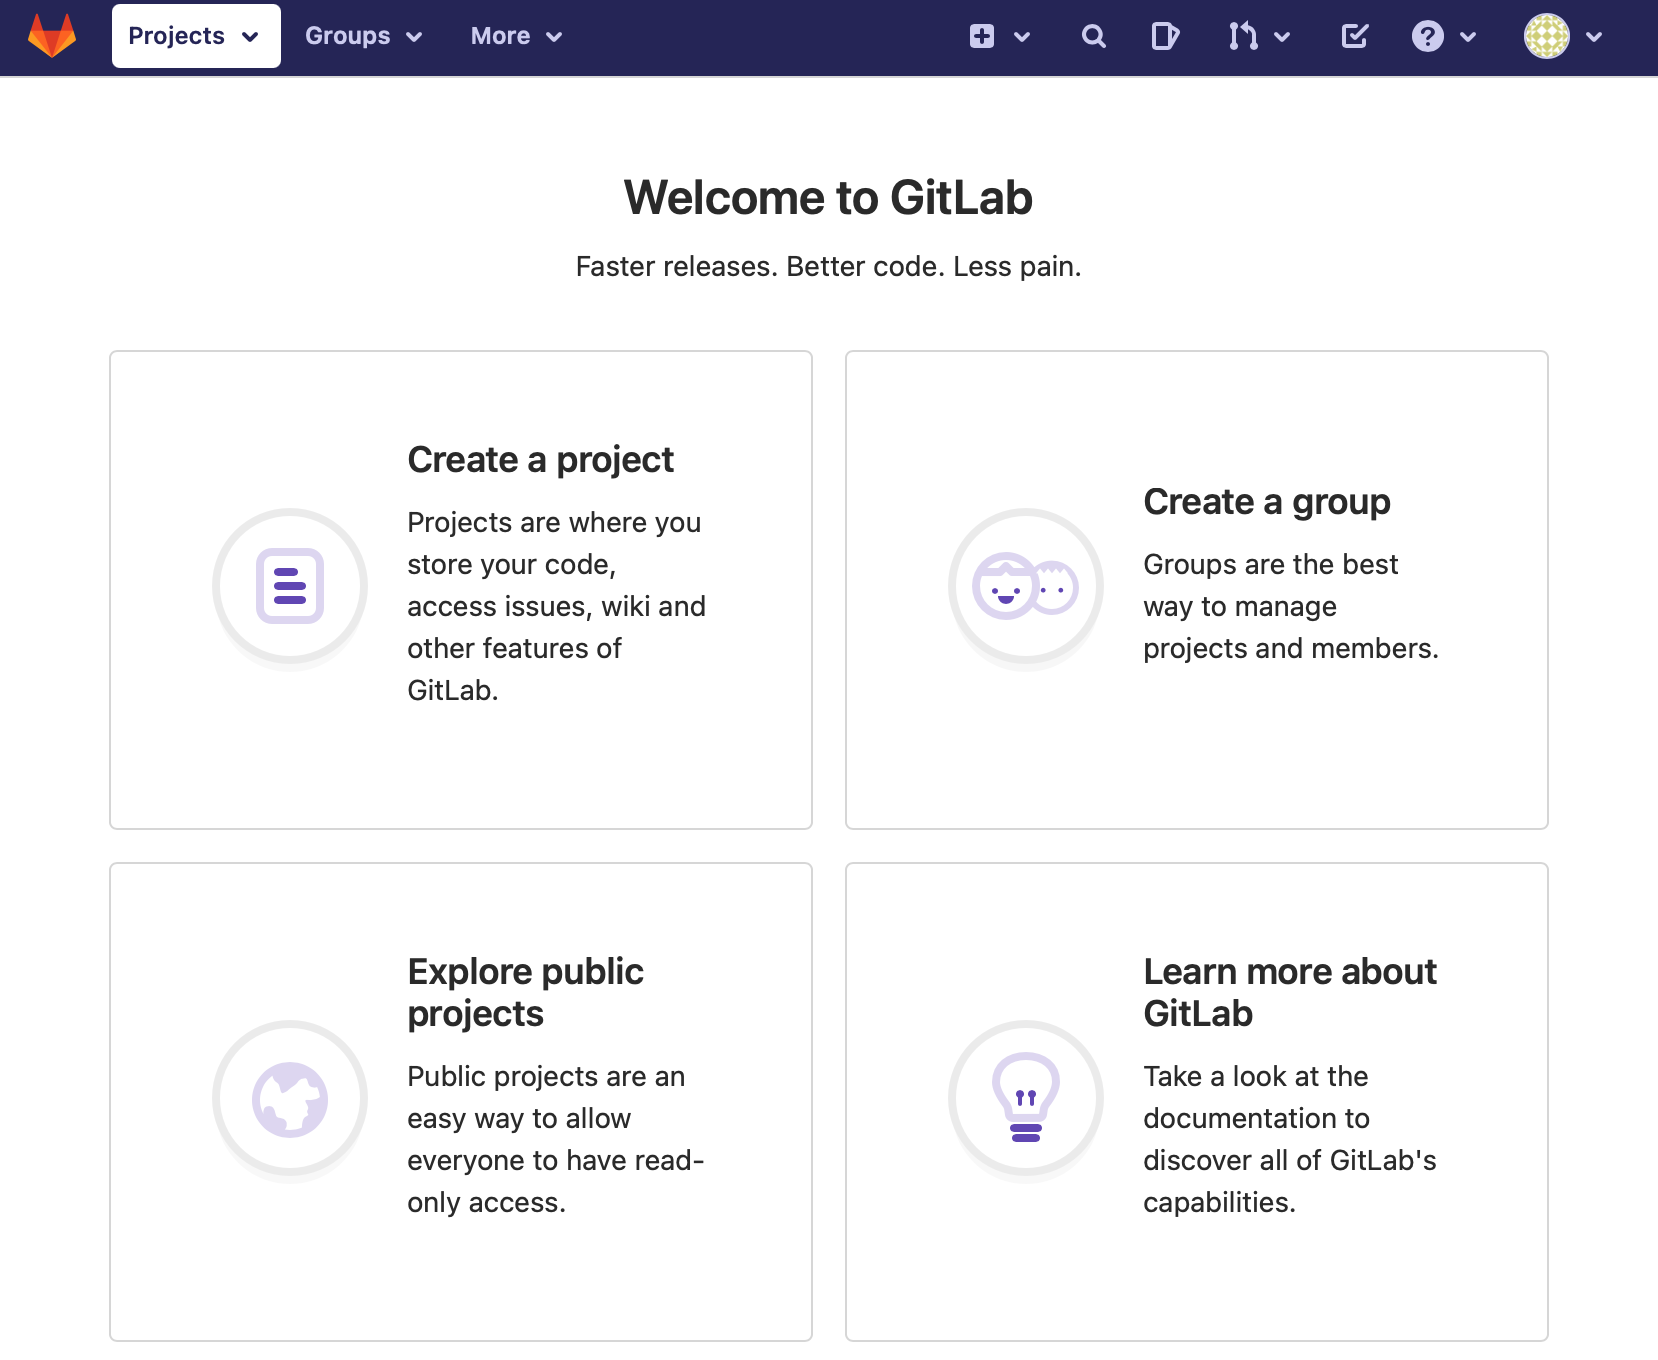 Projects Groups More
Welcome to GitLab
Faster releases. Better code. Less pain.
Create a project
Projects are where you
store your code,
access issues, wiki and
other features of
GitLab.
Create a group
Groups are the best
way to manage
projects and members.
Explore public
projects
Public projects are an
easy way to allow
everyone to have read-
only access.
Learn more about
GitLab
Take a look at the
documentation to
discover all of GitLab's
capabilities.